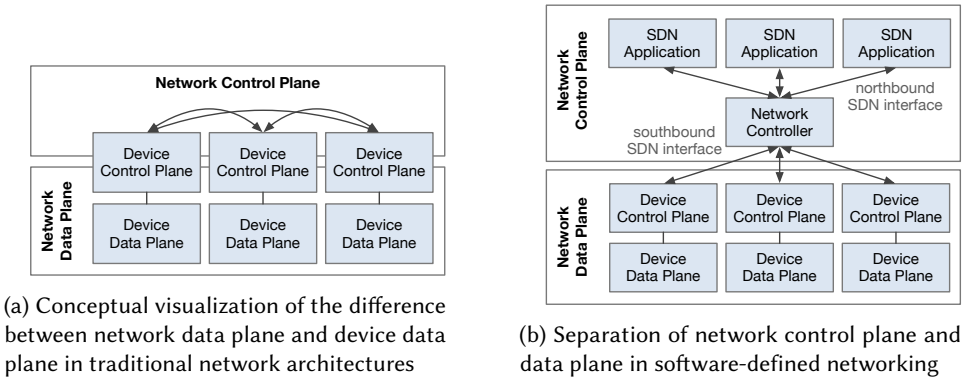 Network Control Plane
Device
Control Plane
Device
Control Plane
Device
Control Plane
Network
Data Plane
Device
Data Plane
Device
Data Plane
Device
Data Plane
(a) Conceptual visualization of the difference
between network data plane and device data
plane in traditional network architectures
Network
Control Plane
SDN
Application
SDN
Application
SDN
Application
northbound
SDN interface
Network
Controller
southbound
SDN interface
Network
Data Plane
Device
Control Plane
Device
Control Plane
Device
Control Plane
Device
Data Plane
Device
Data Plane
Device
Data Plane
(b) Separation of network control plane and
data plane in software-defined networking